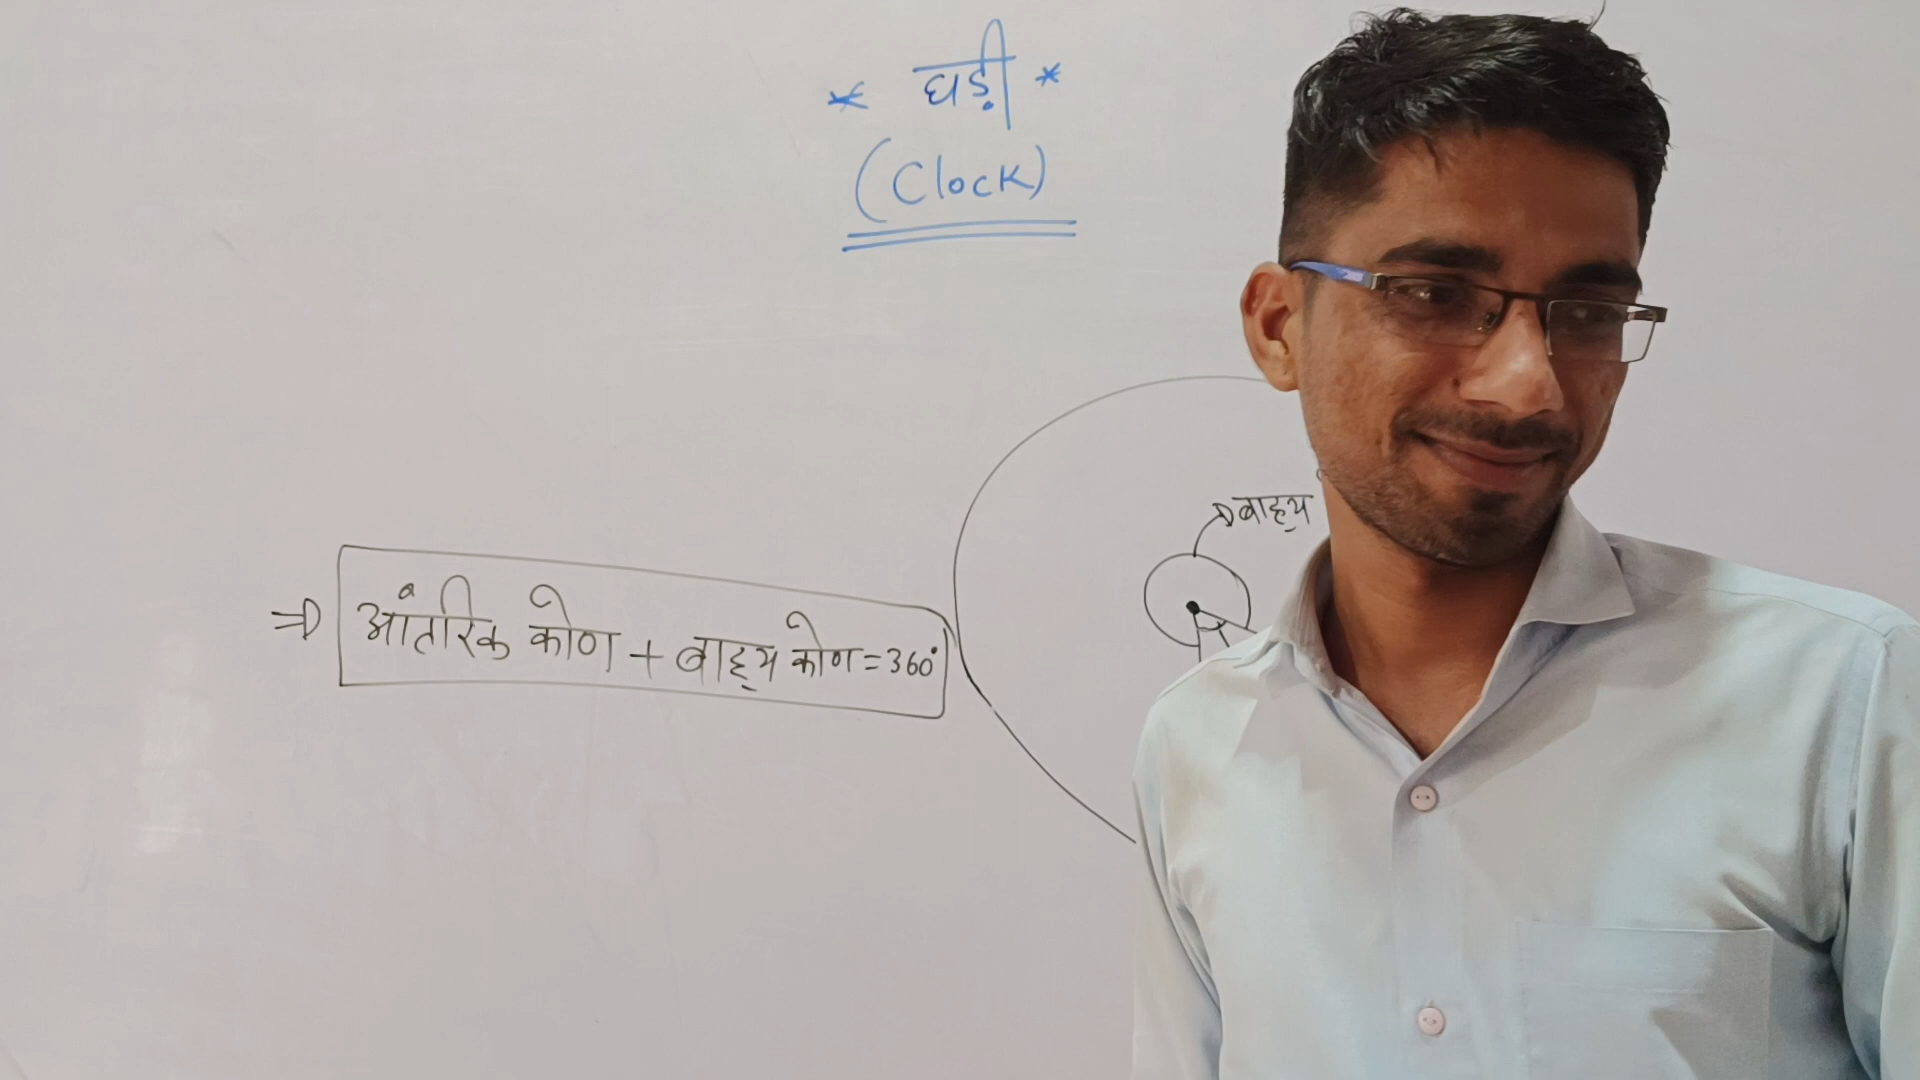 * घड़ी *
(Clock)
बाह्य
⇒ आंतरिक कोण + बाह्य कोण = 360°